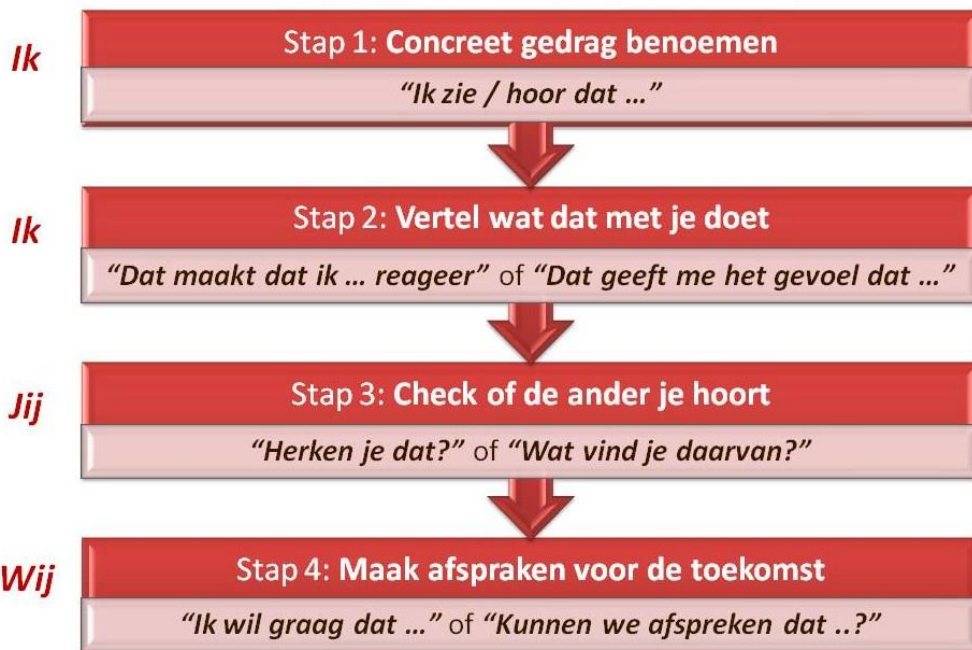 Ik
Stap 1: Concreet gedrag benoemen
“Ik zie / hoor dat …”
Ik
Stap 2: Vertel wat dat met je doet
“Dat maakt dat ik … reageer” of “Dat geeft me het gevoel dat …”
Jij
Stap 3: Check of de ander je hoort
“Herken je dat?” of “Wat vind je daarvan?”
Wij
Stap 4: Maak afspraken voor de toekomst
“Ik wil graag dat …” of “Kunnen we afspreken dat ..?”